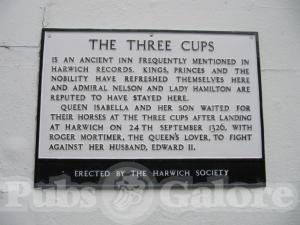 THE THREE CUPS
IS AN ANCIENT INN FREQUENTLY MENTIONED IN
HARWICH RECORDS. KINGS, PRINCES AND THE
NOBILITY HAVE REFRESHED THEMSELVES HERE
AND ADMIRAL NELSON AND LADY HAMILTON ARE
REPUTED TO HAVE STAYED HERE.
QUEEN ISABELLA AND HER SON WAITED FOR
THEIR HORSES AT THE THREE CUPS AFTER LANDING
AT HARWICH ON 24TH SEPTEMBER 1326, WITH
ROGER MORTIMER, THE QUEEN'S LOVER, TO FIGHT
AGAINST HER HUSBAND, EDWARD II.
ERECTED BY THE HARWICH SOCIETY
Pubs Galore